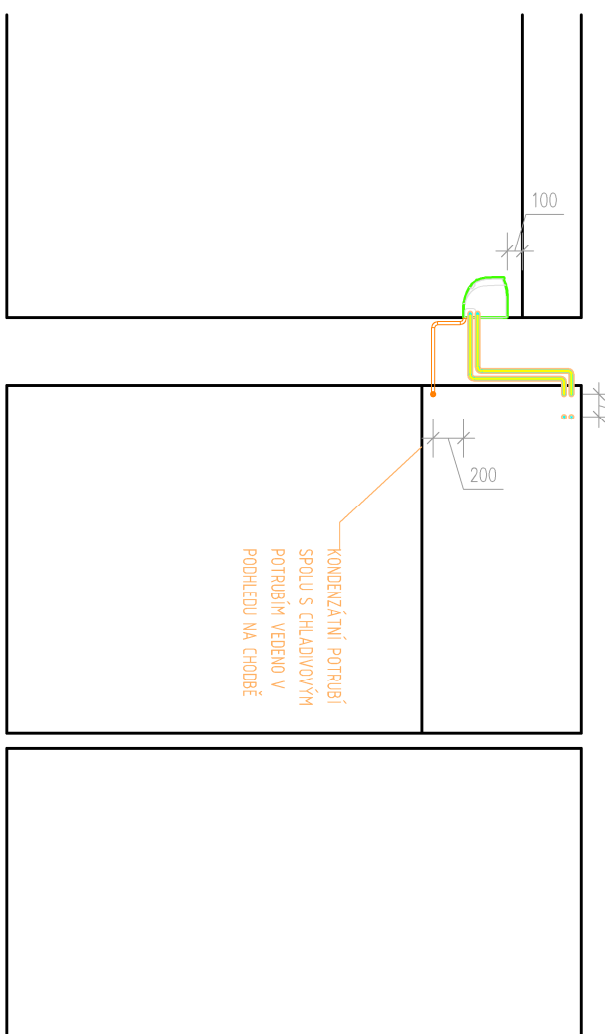 100
200
KONDENZÁTNÍ POTRUBÍ
SPOLU S CHLADIVOVÝM
POTRUBÍM VEDENO V
PODHLEDU NA CHODBĚ